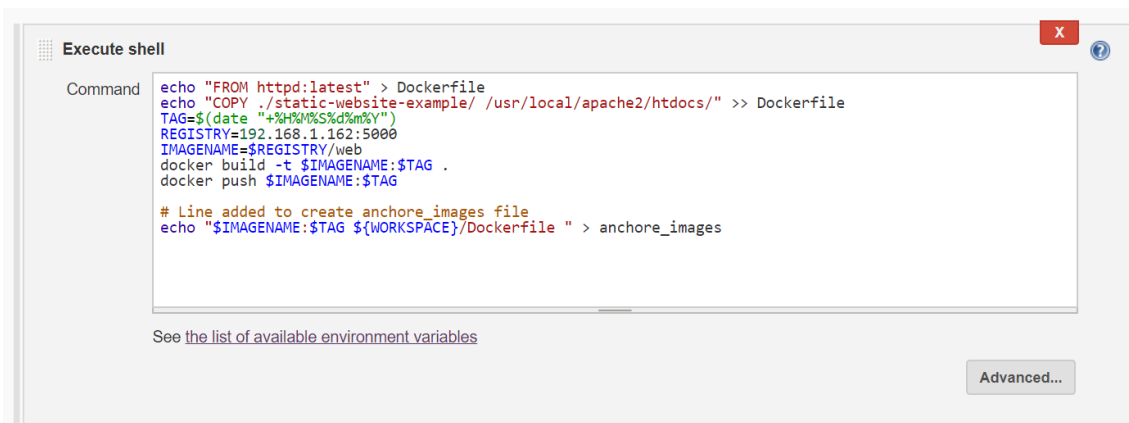 X
Execute shell
?
Command
echo "FROM httpd:latest" > Dockerfile
echo "COPY ./static-website-example/ /usr/local/apache2/htdocs/" >> Dockerfile
TAG=$(date "+%H%M%S%d%m%Y")
REGISTRY=192.168.1.162:5000
IMAGENAME=$REGISTRY/web
docker build -t $IMAGENAME:$TAG .
docker push $IMAGENAME:$TAG
# Line added to create anchore_images file
echo "$IMAGENAME:$TAG ${WORKSPACE}/Dockerfile " > anchore_images
See the list of available environment variables
Advanced...